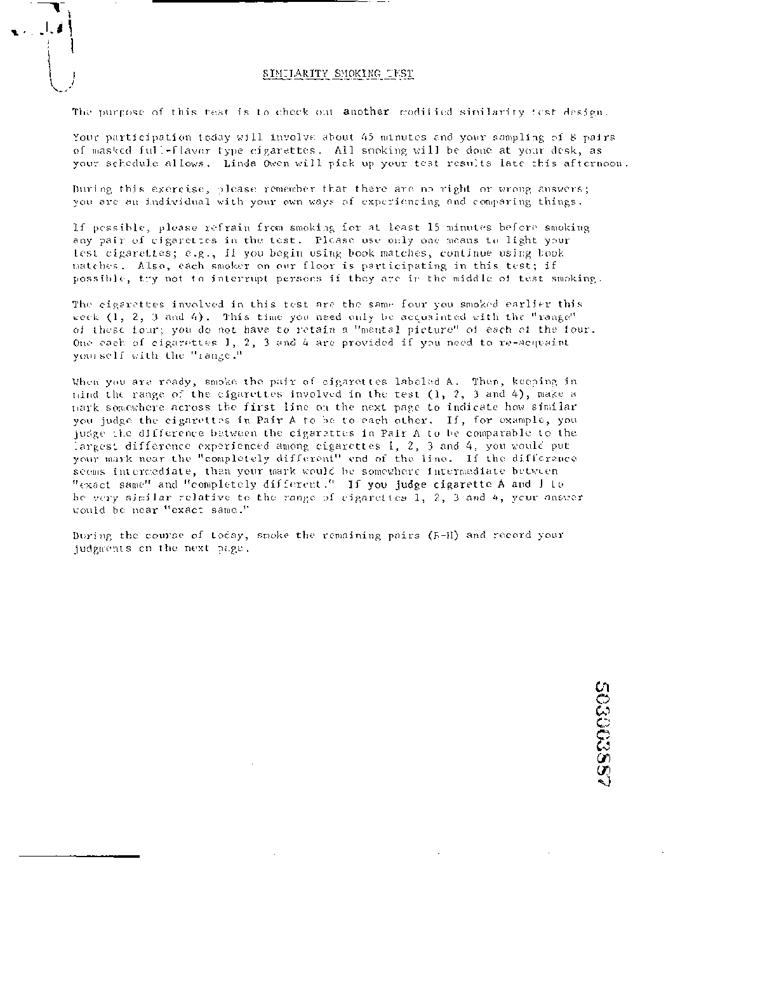 SIMILARITY SMOKING TEST
The purpose of this test is to check out another modified similarity test design.
Your participation today will involve about 45 minutes and your sampling of 8 pairs
of masked full-flavor type cigarettes. All smoking will be done at your desk, as
your schedule allows. Linda Owen will pick up your test results late this afternoon.
During this exercise, please remember that there are no right or wrong answers;
you are an individual with your own ways of experiencing and comparing things.
If possible, please refrain from smoking for at least 15 minutes before smoking
any pair of cigarettes in the test. Please use only one means to light your
test cigarettes; e.g., if you begin using book matches, continue using book
matches. Also, each smoker on our floor is participating in this test; if
possible, try not to interrupt persons if they are in the middle of test smoking.
The cigarettes involved in this test are the same four you smoked earlier this
week (1, 2, 3 and 4). This time you need only be acquainted with the "range"
of these four; you do not have to retain a "mental picture" of each of the four.
One each of cigarettes 1, 2, 3 and 4 are provided if you need to re-acquaint
yourself with the "range."
When you are ready, smoke the pair of cigarettes labeled A. Then, keeping in
mind the range of the cigarettes involved in the test (1, 2, 3 and 4), make a
mark somewhere across the first line on the next page to indicate how similar
you judge the cigarettes in Pair A to be to each other. If, for example, you
judge the difference between the cigarettes in Pair A to be comparable to the
largest difference experienced among cigarettes 1, 2, 3 and 4, you would put
your mark near the "completely different" end of the line. If the difference
seems intermediate, then your mark would be somewhere intermediate between
"exact same" and "completely different." If you judge cigarette A and J to
be very similar relative to the range of cigarettes 1, 2, 3 and 4, your answer
would be near "exact same."
During the course of today, smoke the remaining pairs (B-H) and record your
judgments on the next page.
503003887